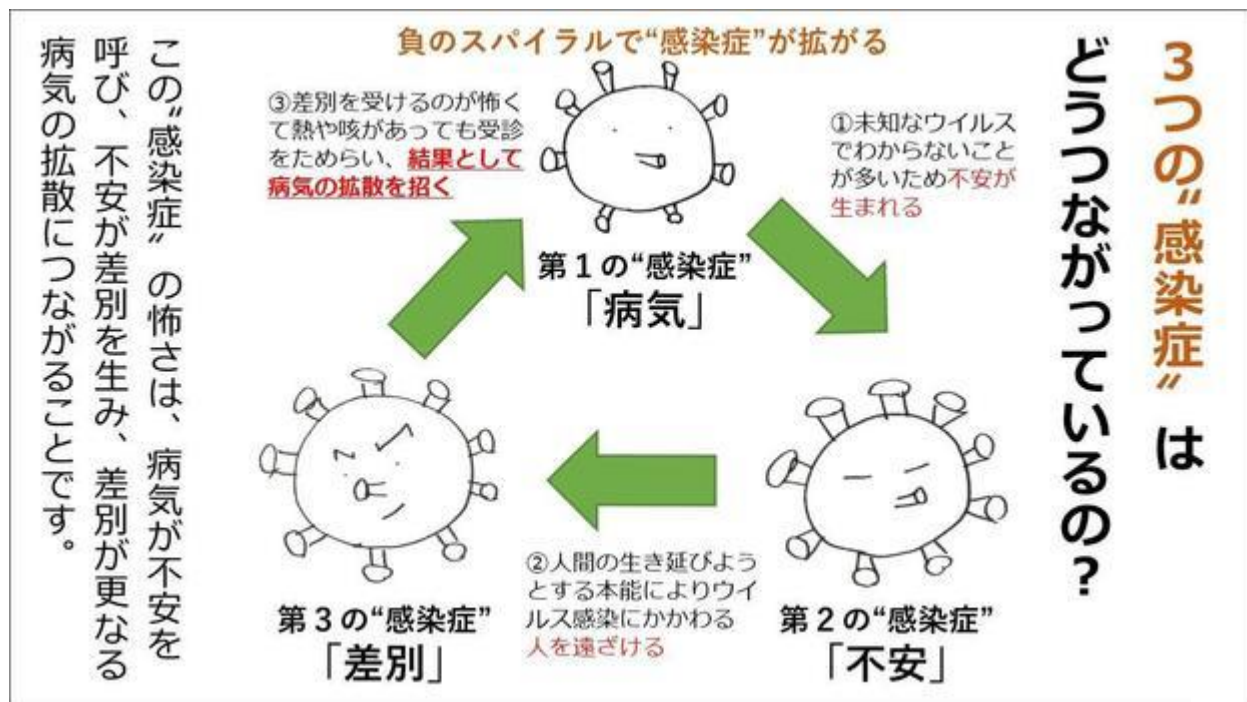 3つの“感染症”は
どうつながっているの？
負のスパイラルで“感染症”が拡がる
①未知なウイルス
でわからないこと
が多いため不安が
生まれる
第1の“感染症”
「病気」
第2の“感染症”
「不安」
②人間の生き延びよう
とする本能によりウイ
ルス感染にかかわる
人を遠ざける
第3の“感染症”
「差別」
③差別を受けるのが怖く
て熱や咳があっても受診
をためらい、結果として
病気の拡散を招く
この“感染症”の怖さは、病気が不安を
呼び、不安が差別を生み、差別が更なる
病気の拡散につながることです。